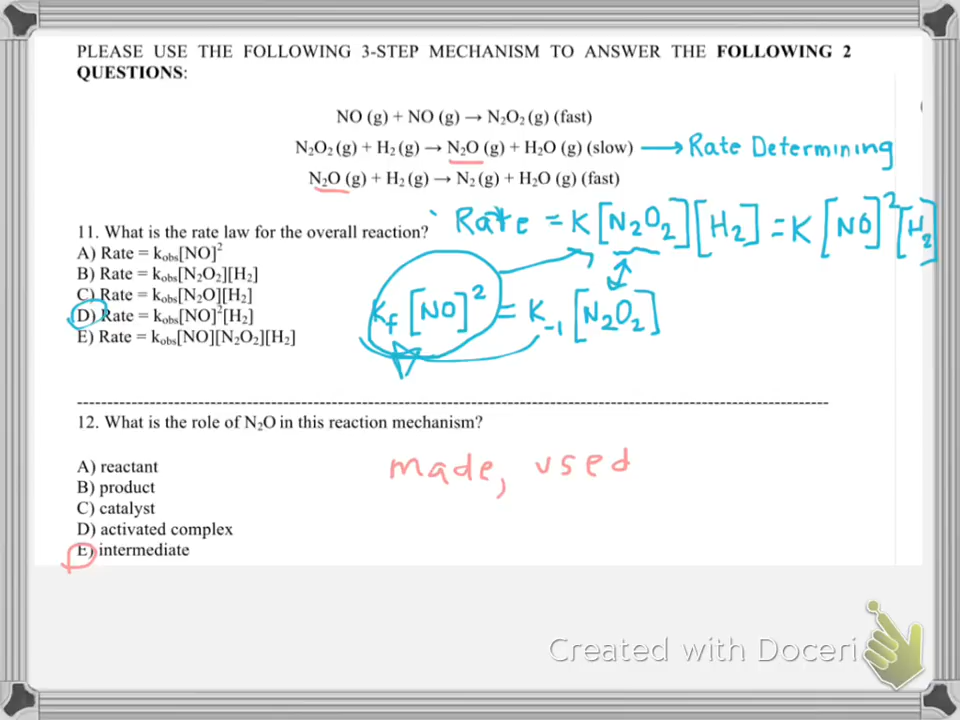 PLEASE USE THE FOLLOWING 3-STEP MECHANISM TO ANSWER THE FOLLOWING 2
QUESTIONS:
NO (g) + NO (g) → N₂O₂ (g) (fast)
N₂O₂ (g) + H₂ (g) → N₂O (g) + H₂O (g) (slow) → Rate Determining
N₂O (g) + H₂ (g) → N₂ (g) + H₂O (g) (fast)
Rate = K[N₂O₂][H₂] = K[NO]²[H₂]
11. What is the rate law for the overall reaction?
A) Rate = kobs[NO]²
B) Rate = kobs[N₂O₂][H₂]
C) Rate = kobs[N₂O][H₂]
D) Rate = kobs[NO]²[H₂]
E) Rate = kobs[NO][N₂O₂][H₂]
Kf[NO]² = K₋₁[N₂O₂]
12. What is the role of N₂O in this reaction mechanism?
A) reactant
B) product
C) catalyst
D) activated complex
E) intermediate
made, used
Created with Doceri